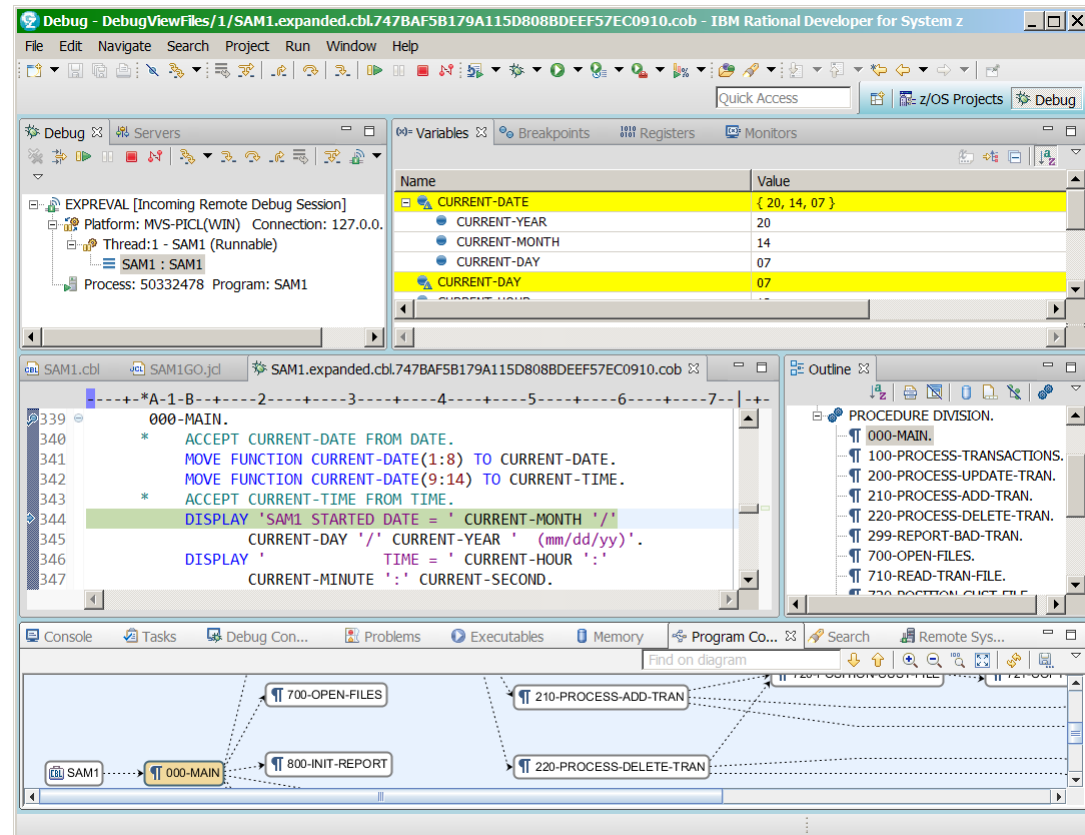 Debug - DebugViewFiles/1/SAM1.expanded.cbl.747BAF5B179A115D808BDEEF57EC0910.cob - IBM Rational Developer for System z
File Edit Navigate Search Project Run Window Help
Quick Access
z/OS Projects Debug
Debug Servers
EXPREVAL [Incoming Remote Debug Session]
Platform: MVS-PICL(WIN) Connection: 127.0.0.
Thread:1 - SAM1 (Runnable)
SAM1 : SAM1
Process: 50332478 Program: SAM1
(x)= Variables Breakpoints Registers Monitors
Name Value
CURRENT-DATE { 20, 14, 07 }
CURRENT-YEAR 20
CURRENT-MONTH 14
CURRENT-DAY 07
CURRENT-DAY 07
SAM1.cbl SAM1GO.jcl SAM1.expanded.cbl.747BAF5B179A115D808BDEEF57EC0910.cob
----+-*A-1-B--+----2----+----3----+----4----+----5----+----6----+----7--|-+-
339 000-MAIN.
340 * ACCEPT CURRENT-DATE FROM DATE.
341 MOVE FUNCTION CURRENT-DATE(1:8) TO CURRENT-DATE.
342 MOVE FUNCTION CURRENT-DATE(9:14) TO CURRENT-TIME.
343 * ACCEPT CURRENT-TIME FROM TIME.
344 DISPLAY 'SAM1 STARTED DATE = ' CURRENT-MONTH '/'
345 CURRENT-DAY '/' CURRENT-YEAR ' (mm/dd/yy)'.
346 DISPLAY ' TIME = ' CURRENT-HOUR ':'
347 CURRENT-MINUTE ':' CURRENT-SECOND.
Outline
PROCEDURE DIVISION.
000-MAIN.
100-PROCESS-TRANSACTIONS.
200-PROCESS-UPDATE-TRAN.
210-PROCESS-ADD-TRAN.
220-PROCESS-DELETE-TRAN.
299-REPORT-BAD-TRAN.
700-OPEN-FILES.
710-READ-TRAN-FILE.
720-POSITION-CUST-FILE
Console Tasks Debug Con... Problems Executables Memory Program Co... Search Remote Sys...
Find on diagram
700-OPEN-FILES
210-PROCESS-ADD-TRAN
SAM1
000-MAIN
800-INIT-REPORT
220-PROCESS-DELETE-TRAN